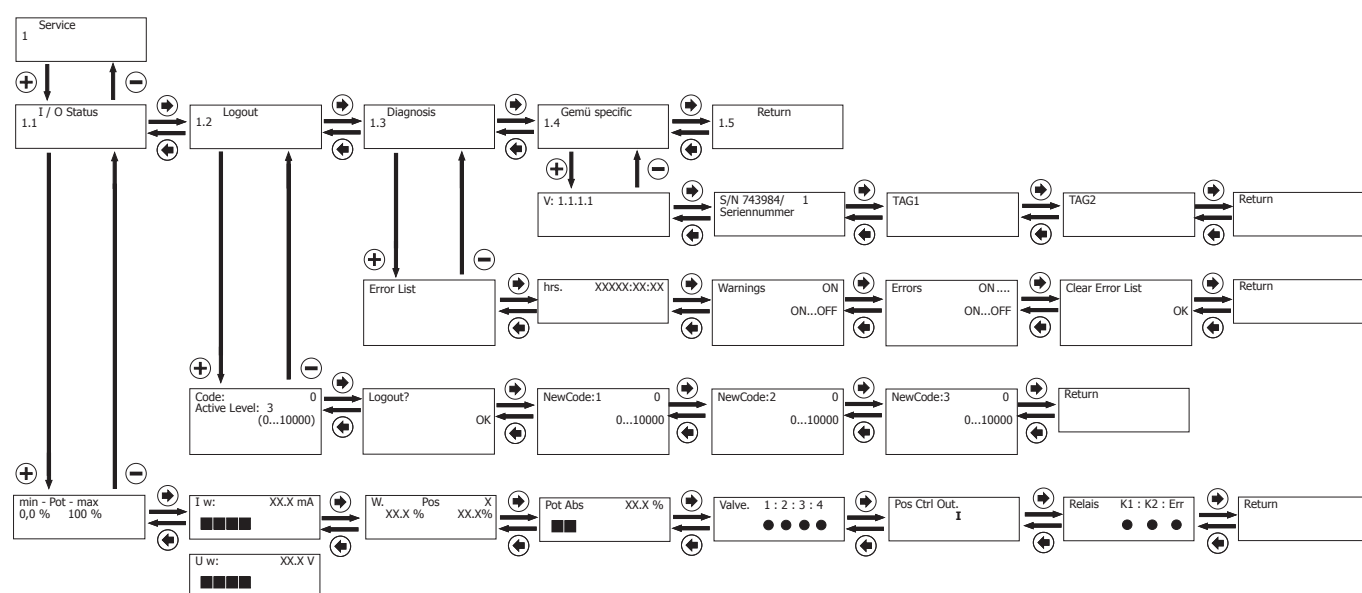 Service
1
I / O Status
1.1
Logout
1.2
Diagnosis
1.3
Gemü specific
1.4
Return
1.5
V: 1.1.1.1
S/N 743984/ 1
Seriennummer
TAG1
TAG2
Return
Error List
hrs. XXXXX:XX:XX
Warnings ON
ON...OFF
Errors ON ....
ON...OFF
Clear Error List
OK
Return
Code: 0
Active Level: 3
(0...10000)
Logout?
OK
NewCode:1 0
0...10000
NewCode:2 0
0...10000
NewCode:3 0
0...10000
Return
min - Pot - max
0,0 % 100 %
I w: XX.X mA
W. Pos X
XX.X % XX.X%
Pot Abs XX.X %
Valve. 1 : 2 : 3 : 4
Pos Ctrl Out.
I
Relais K1 : K2 : Err
Return
U w: XX.X V